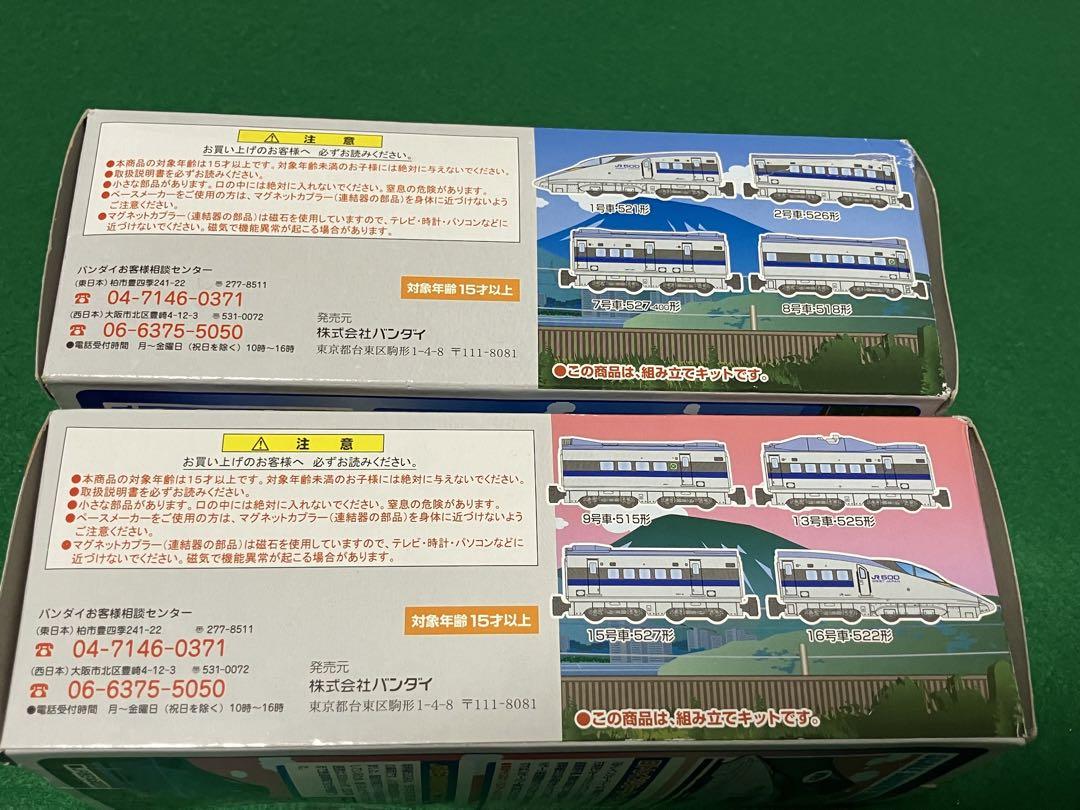 ⚠ 注 意
お買い上げのお客様へ 必ずお読みください。
●本商品の対象年齢は15才以上です。対象年齢未満のお子様には絶対に与えないでください。
●取扱説明書を必ずお読みください。
●小さな部品があります。口の中には絶対に入れないでください。窒息の危険があります。
●ペースメーカーをご使用の方は、マグネットカプラー(連結器の部品)を身体に近づけないよう
ご注意ください。
●マグネットカプラー(連結器の部品)は磁石を使用していますので、テレビ・時計・パソコンなどに
近づけないでください。磁気で機能異常が起こる場合があります。
バンダイお客様相談センター
(東日本)柏市豊四季241-22 〠277-8511
☎ 04-7146-0371
(西日本)大阪市北区豊崎4-12-3 〠531-0072
☎ 06-6375-5050
●電話受付時間 月~金曜日(祝日を除く)10時~16時
対象年齢15才以上
発売元
株式会社バンダイ
東京都台東区駒形1-4-8 〒111-8081
JR500
1号車・521形
2号車・526形
7号車・527-400形
8号車・518形
●この商品は、組み立てキットです。
⚠ 注 意
お買い上げのお客様へ 必ずお読みください。
●本商品の対象年齢は15才以上です。対象年齢未満のお子様には絶対に与えないでください。
●取扱説明書を必ずお読みください。
●小さな部品があります。口の中には絶対に入れないでください。窒息の危険があります。
●ペースメーカーをご使用の方は、マグネットカプラー(連結器の部品)を身体に近づけないよう
ご注意ください。
●マグネットカプラー(連結器の部品)は磁石を使用していますので、テレビ・時計・パソコンなどに
近づけないでください。磁気で機能異常が起こる場合があります。
バンダイお客様相談センター
(東日本)柏市豊四季241-22 〠277-8511
☎ 04-7146-0371
(西日本)大阪市北区豊崎4-12-3 〠531-0072
☎ 06-6375-5050
●電話受付時間 月~金曜日(祝日を除く)10時~16時
対象年齢15才以上
発売元
株式会社バンダイ
東京都台東区駒形1-4-8 〒111-8081
9号車・515形
13号車・525形
JR500
WEST JAPAN
15号車・527形
16号車・522形
●この商品は、組み立てキットです。